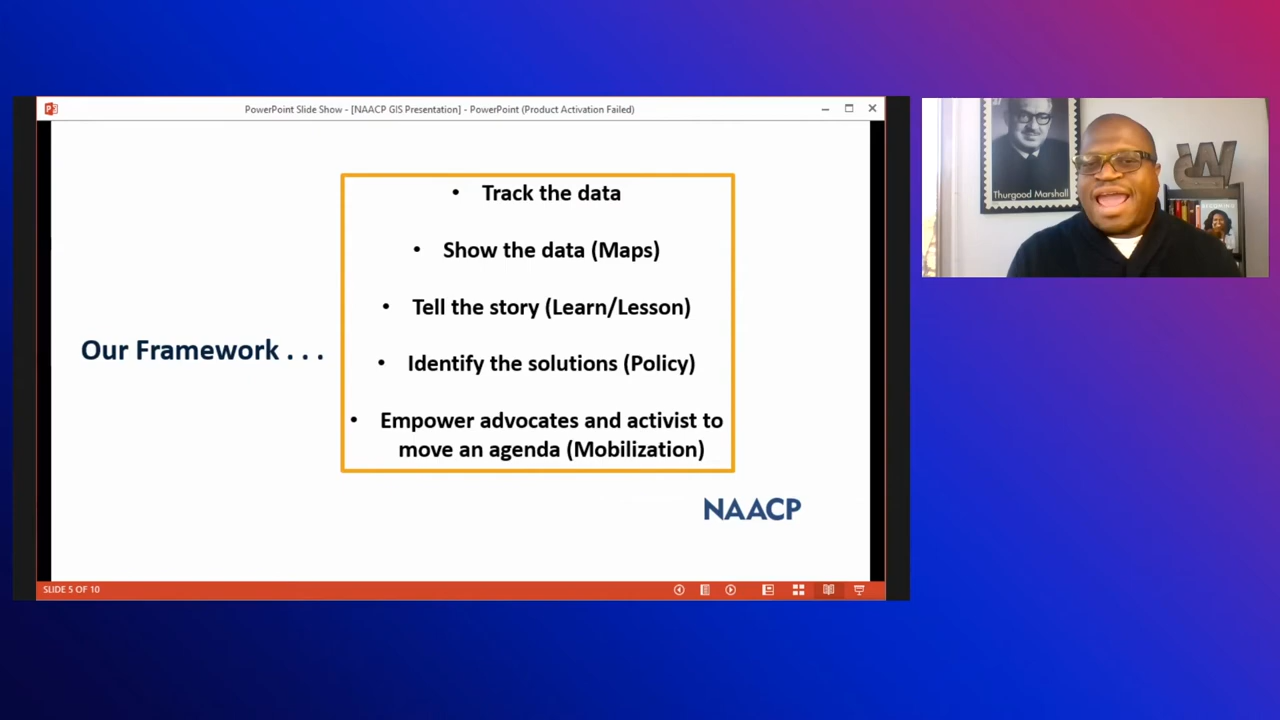 PowerPoint Slide Show - [NAACP GIS Presentation] - PowerPoint (Product Activation Failed)
• Track the data
• Show the data (Maps)
• Tell the story (Learn/Lesson)
• Identify the solutions (Policy)
• Empower advocates and activist to
move an agenda (Mobilization)
Our Framework . . .
NAACP
SLIDE 5 OF 10
Thurgood Marshall
BECOMING